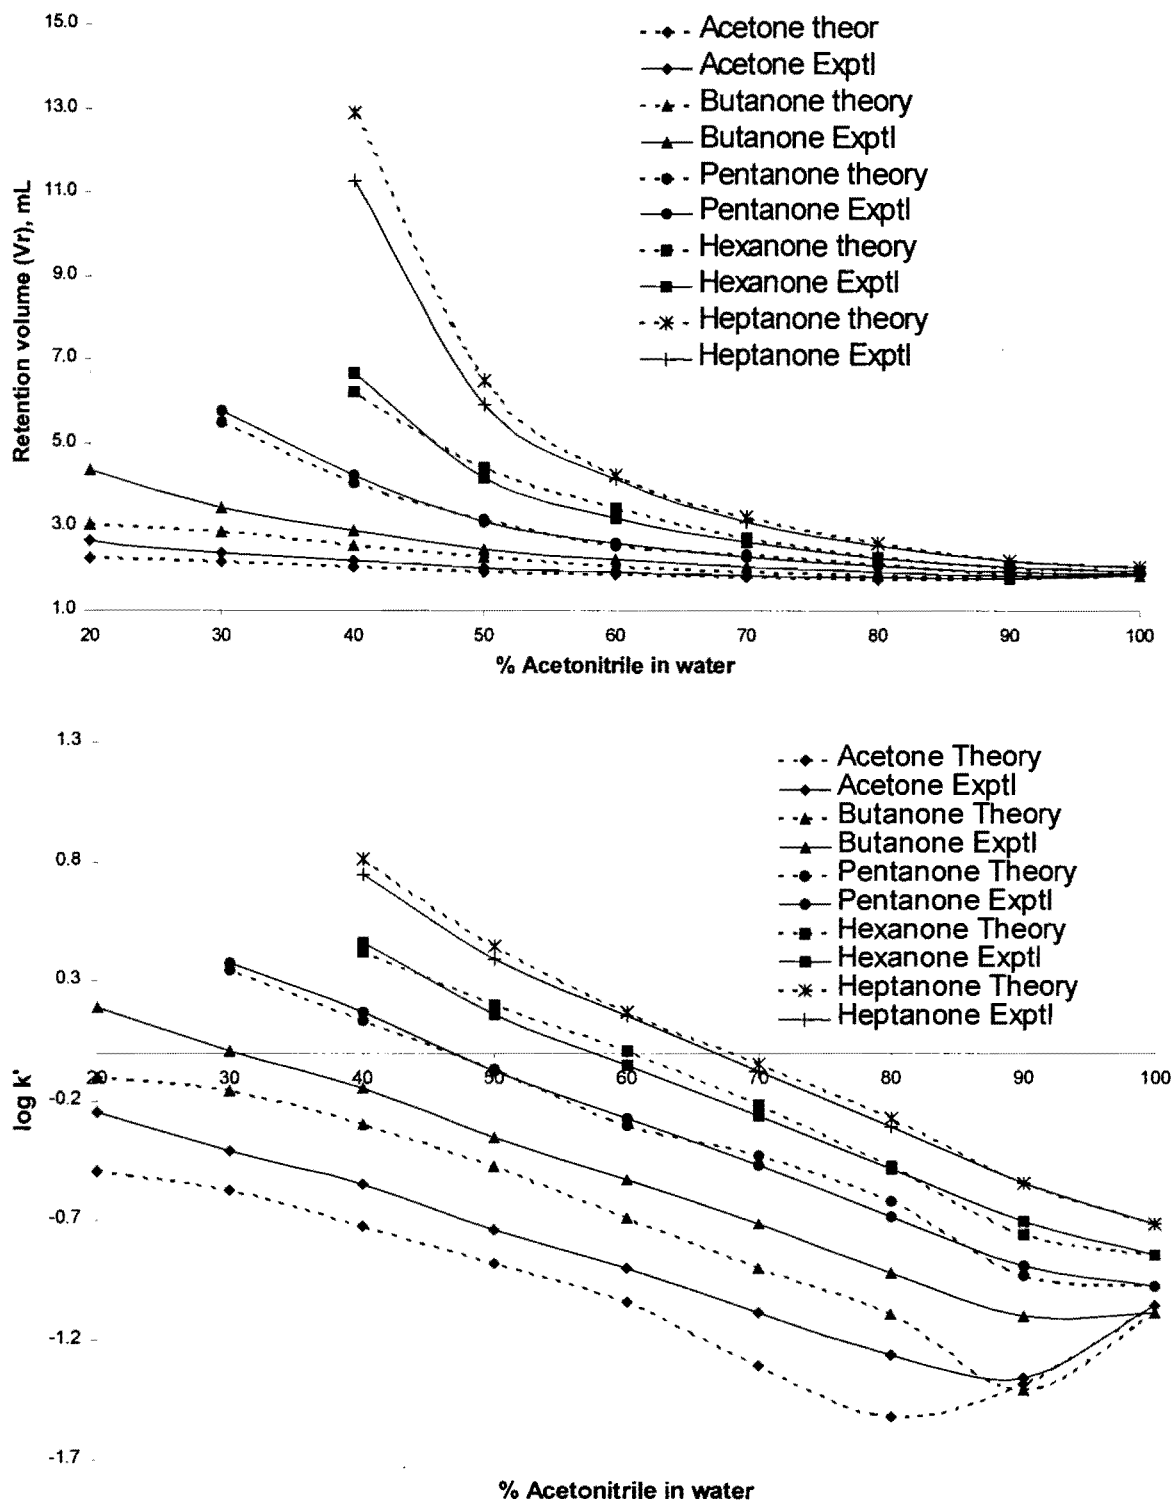 15.0
13.0
11.0
9.0
7.0
5.0
3.0
1.0
Retention volume (Vr), mL
Acetone theor
Acetone Exptl
Butanone theory
Butanone Exptl
Pentanone theory
Pentanone Exptl
Hexanone theory
Hexanone Exptl
Heptanone theory
Heptanone Exptl
20 30 40 50 60 70 80 90 100
% Acetonitrile in water
1.3
0.8
0.3
-0.2
-0.7
-1.2
-1.7
log k'
Acetone Theory
Acetone Exptl
Butanone Theory
Butanone Exptl
Pentanone Theory
Pentanone Exptl
Hexanone Theory
Hexanone Exptl
Heptanone Theory
Heptanone Exptl
20 30 40 50 60 70 80 90 100
% Acetonitrile in water